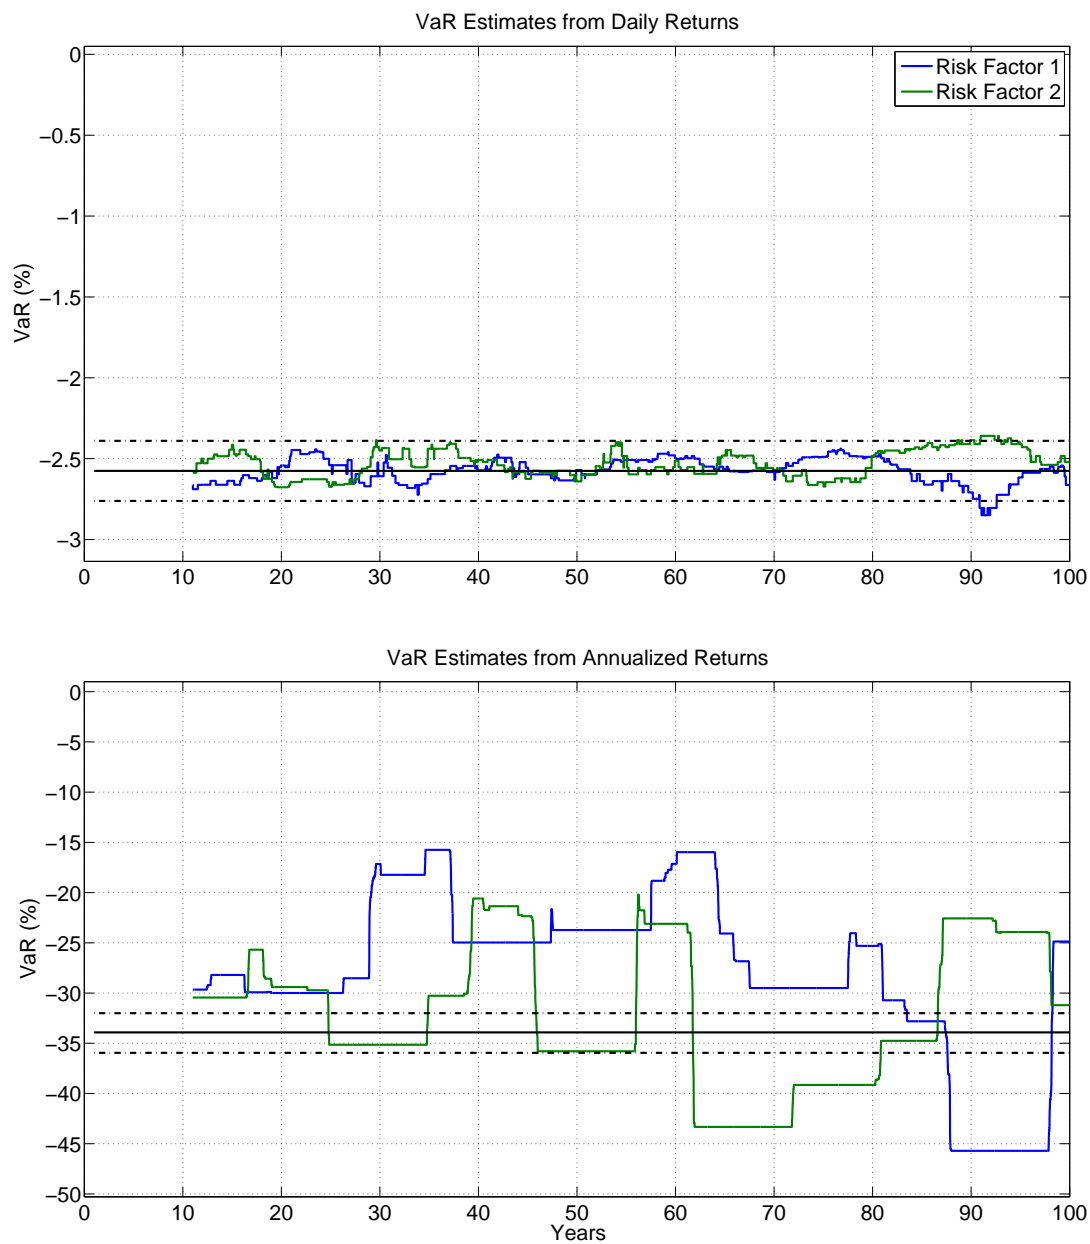 VaR Estimates from Daily Returns
0
−0.5
−1
−1.5
−2
−2.5
−3
VaR (%)
Risk Factor 1
Risk Factor 2
0 10 20 30 40 50 60 70 80 90 100
VaR Estimates from Annualized Returns
0
−5
−10
−15
−20
−25
−30
−35
−40
−45
−50
VaR (%)
0 10 20 30 40 50 60 70 80 90 100
Years